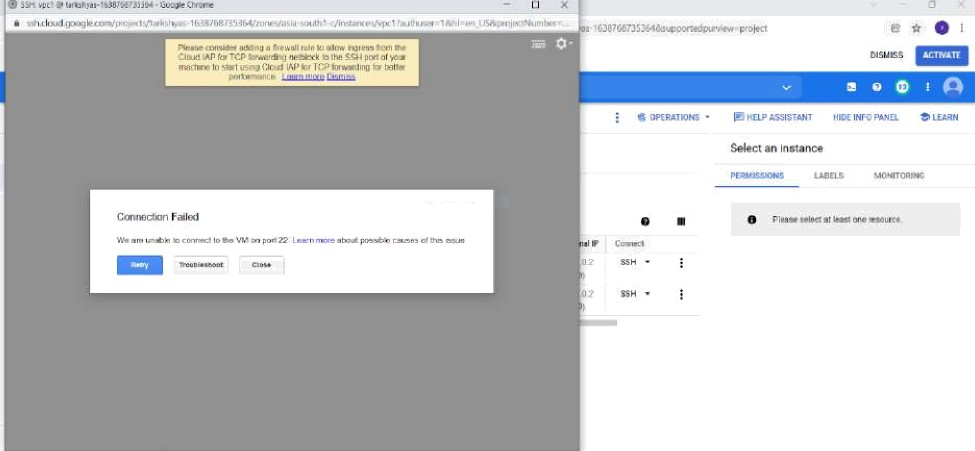 SSH: vpc1 @ tarkshyas-1638768735364 - Google Chrome
ssh.cloud.google.com/projects/tarkshyas-1638768735364/zones/asia-south1-c/instances/vpc1?authuser=1&hl=en_US&projectNumber=...
Please consider adding a firewall rule to allow ingress from the
Cloud IAP for TCP forwarding netblock to the SSH port of your
machine to start using Cloud IAP for TCP forwarding for better
performance. Learn more Dismiss
Connection Failed
We are unable to connect to the VM on port 22. Learn more about possible causes of this issue
Retry Troubleshoot Close
as-1638768735364&supportedpurview=project
DISMISS ACTIVATE
OPERATIONS HELP ASSISTANT HIDE INFO PANEL LEARN
Select an instance
PERMISSIONS LABELS MONITORING
Please select at least one resource.
nal IP Connect
.0.2 SSH
0)
.0.2 SSH
0)